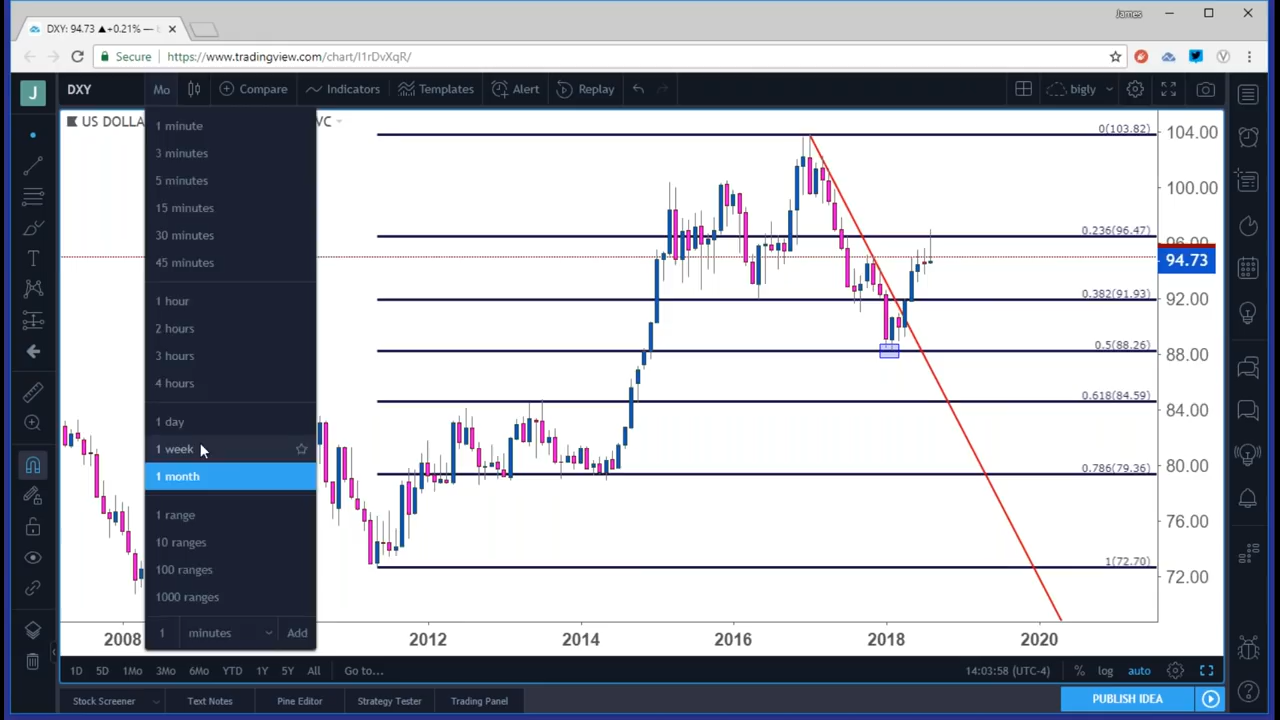 James
DXY: 94.73 ▲+0.21% —
Secure
https://www.tradingview.com/chart/I1rDvXqR/
J
DXY
Mo
Compare
Indicators
Templates
Alert
Replay
bigly
US DOLLA
VC
1 minute
3 minutes
5 minutes
15 minutes
30 minutes
45 minutes
1 hour
2 hours
3 hours
4 hours
1 day
1 week
1 month
1 range
10 ranges
100 ranges
1000 ranges
1 minutes Add
0(103.82)
0.236(96.47)
0.382(91.93)
0.5(88.26)
0.618(84.59)
0.786(79.36)
1(72.70)
104.00
100.00
96.00
94.73
92.00
88.00
84.00
80.00
76.00
72.00
2008
2012
2014
2016
2018
2020
1D 5D 1Mo 3Mo 6Mo YTD 1Y 5Y All Go to...
14:03:58 (UTC-4) % log auto
Stock Screener
Text Notes
Pine Editor
Strategy Tester
Trading Panel
PUBLISH IDEA